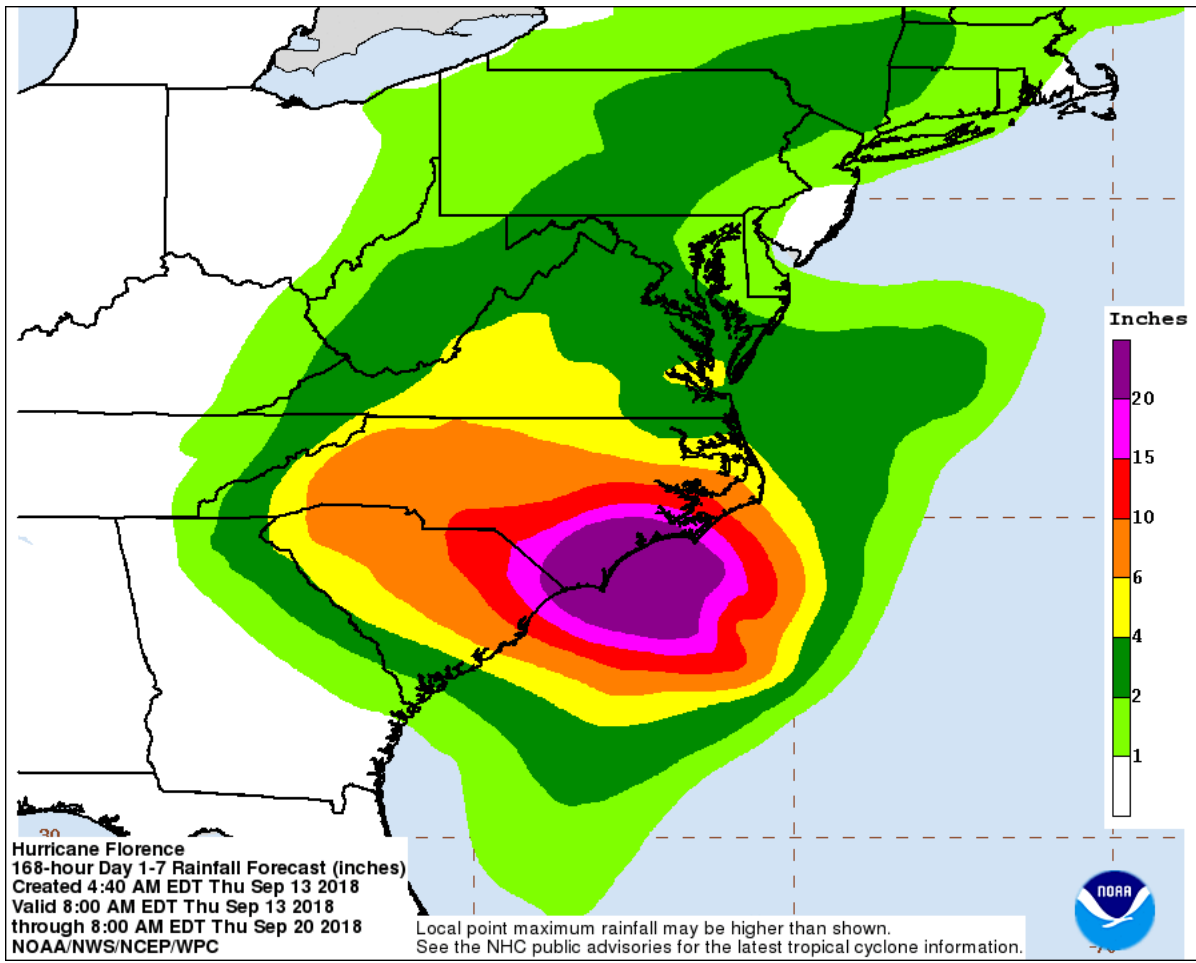 Inches
20
15
10
6
4
2
1
30
Hurricane Florence
168-hour Day 1-7 Rainfall Forecast (inches)
Created 4:40 AM EDT Thu Sep 13 2018
Valid 8:00 AM EDT Thu Sep 13 2018
through 8:00 AM EDT Thu Sep 20 2018
NOAA/NWS/NCEP/WPC
Local point maximum rainfall may be higher than shown.
See the NHC public advisories for the latest tropical cyclone information.
NOAA